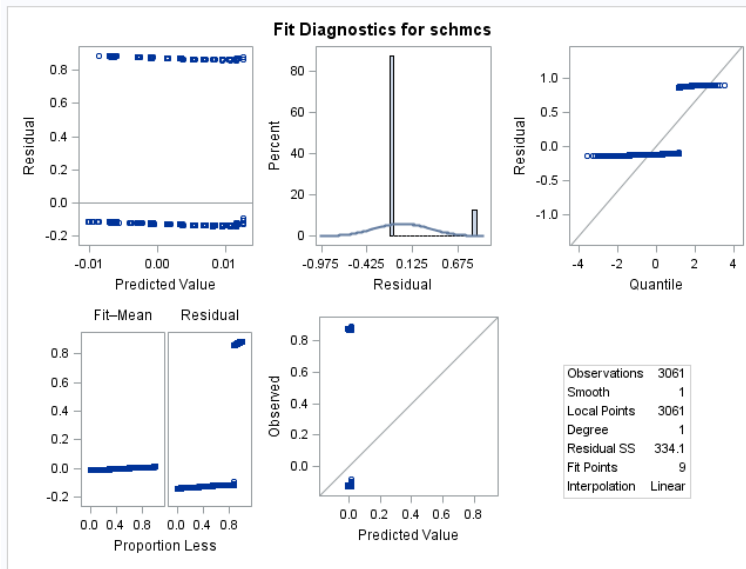 Fit Diagnostics for schmcs
Residual
0.8
0.6
0.4
0.2
0.0
-0.2
-0.01 0.00 0.01
Predicted Value
Percent
80
60
40
20
0
-0.975 -0.425 0.125 0.675
Residual
Residual
1.0
0.5
0.0
-0.5
-1.0
-4 -2 0 2 4
Quantile
Fit–Mean Residual
0.8
0.6
0.4
0.2
0.0
-0.2
0.0 0.4 0.8 0.0 0.4 0.8
Proportion Less
Observed
0.8
0.6
0.4
0.2
0.0
0.0 0.2 0.4 0.6 0.8
Predicted Value
Observations 3061
Smooth 1
Local Points 3061
Degree 1
Residual SS 334.1
Fit Points 9
Interpolation Linear